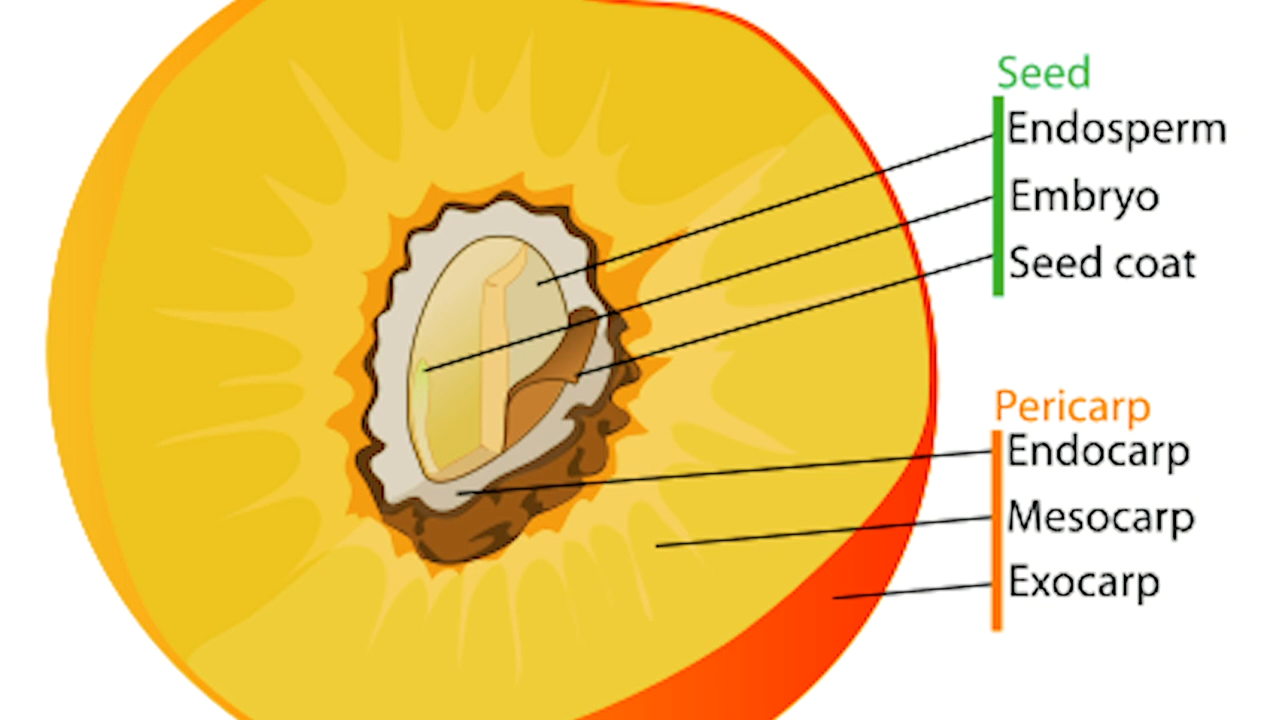 Seed
Endosperm
Embryo
Seed coat
Pericarp
Endocarp
Mesocarp
Exocarp